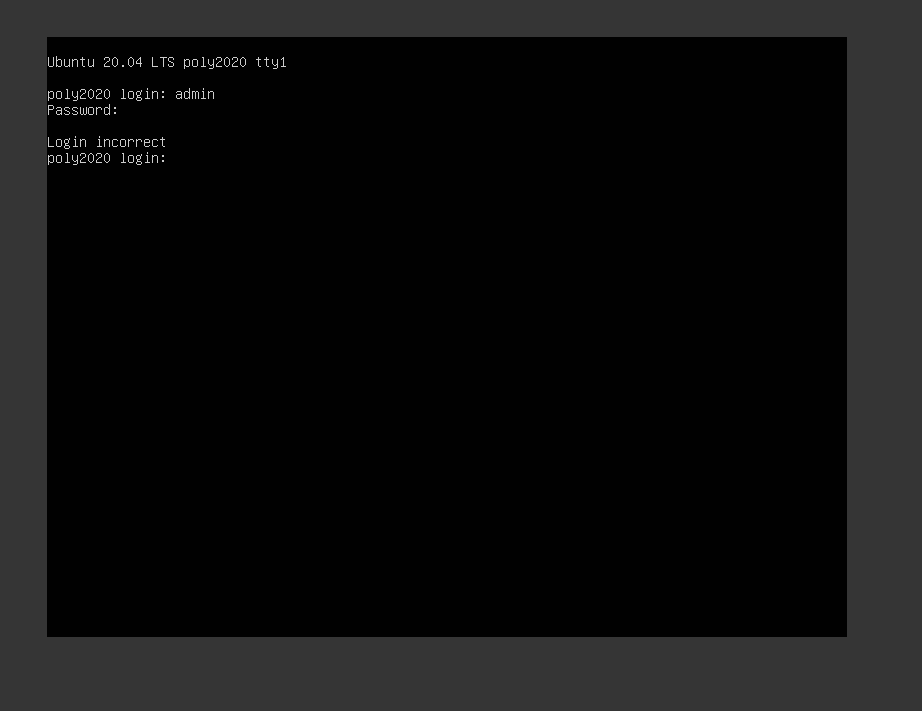 Ubuntu 20.04 LTS poly2020 tty1
poly2020 login: admin
Password:
Login incorrect
poly2020 login: